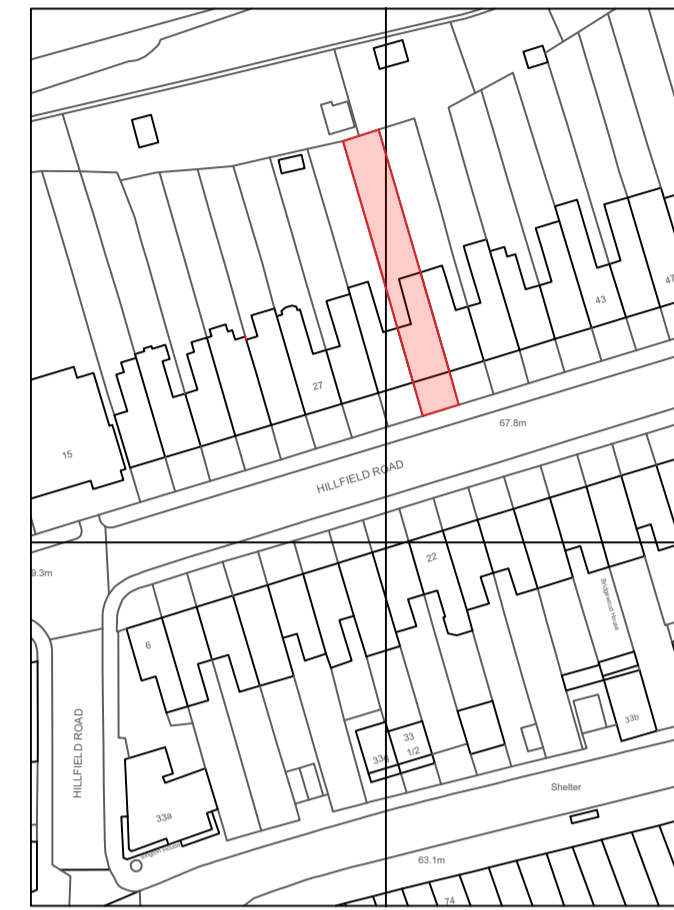 47
43
27
67.8m
15
HILLFIELD ROAD
22
9.3m
Bridgewood House
6
HILLFIELD ROAD
33
1/2
33b
Shelter
33a
House
63.1m
74